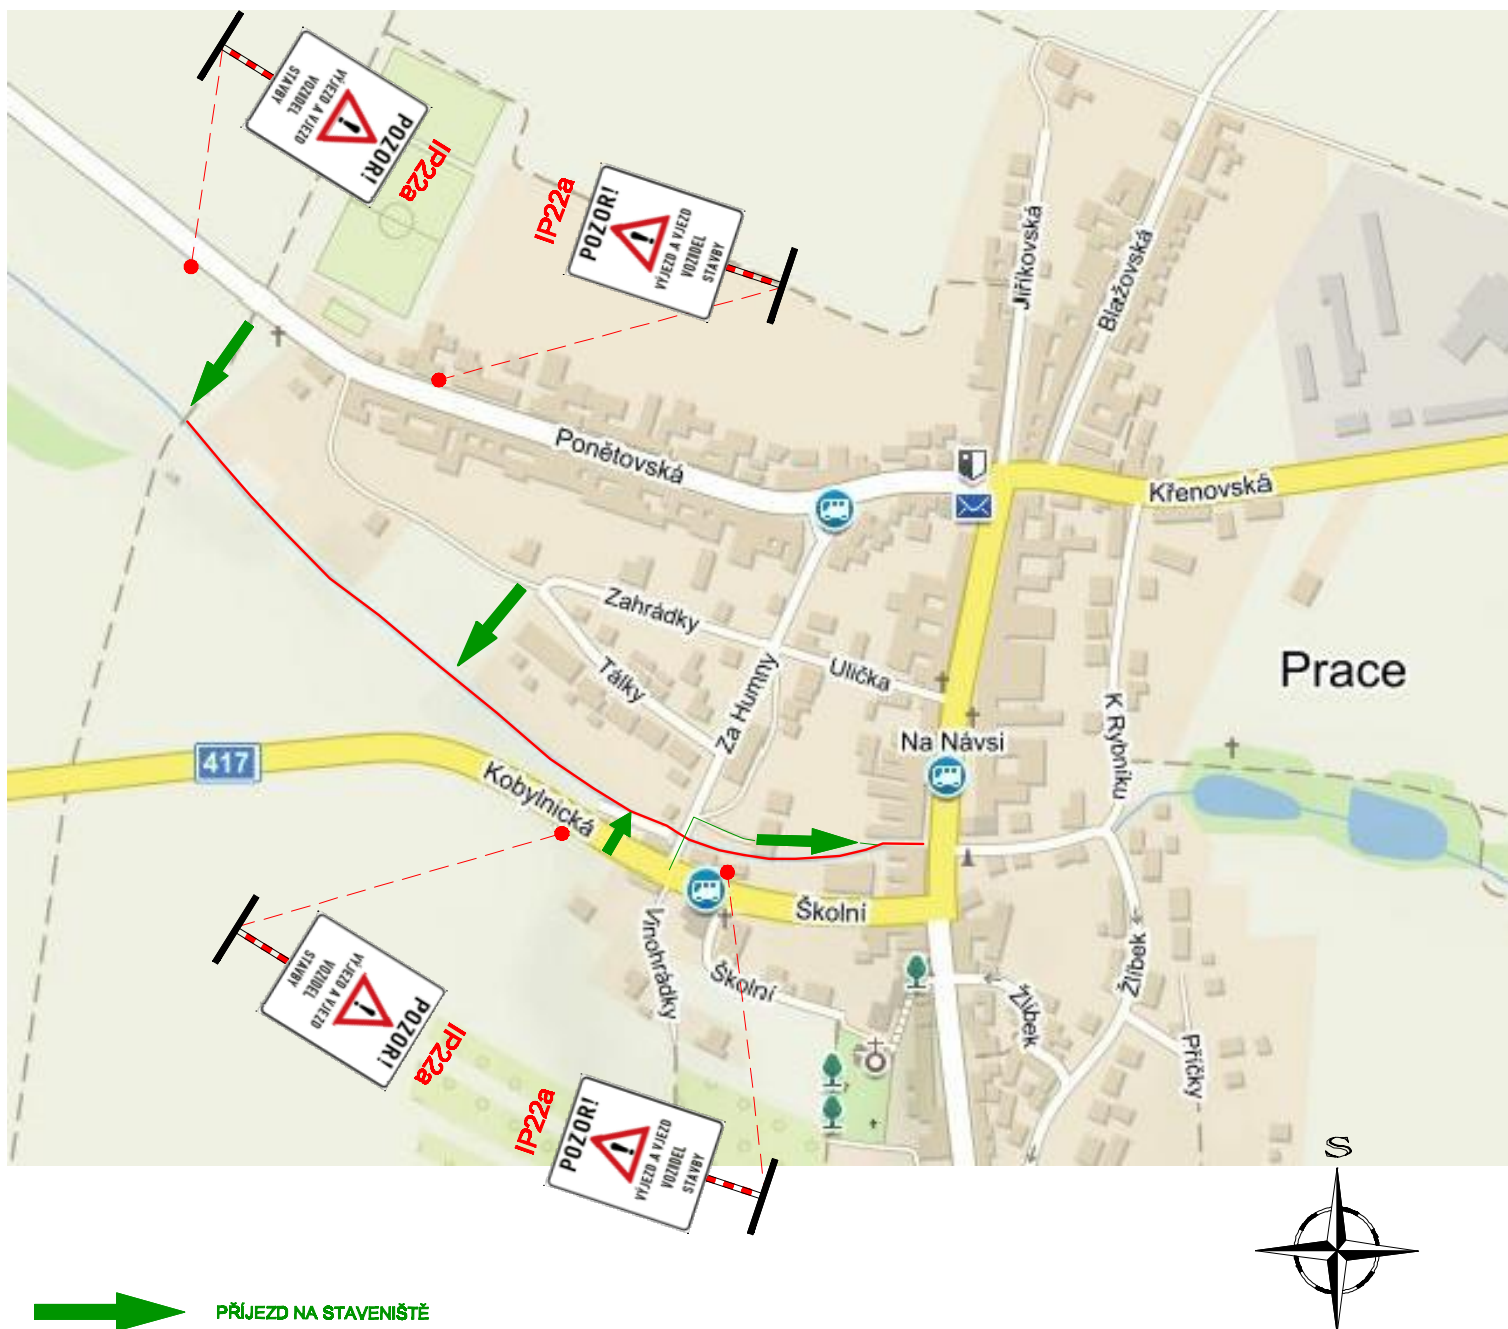 POZOR!
VÝJEZD A VJEZD
VOZIDEL
STAVBY
IP22a
IP22a
POZOR!
VÝJEZD A VJEZD
VOZIDEL
STAVBY
Jiříkovská
Blažovská
Ponětovská
Křenovská
Zahrádky
Ulička
Tálky
Za Humny
Prace
K Rybníku
Na Návsi
417
Kobylnická
Školní
Vinohrádky
Školní
Žlíbek
Žlíbek
Příčky
POZOR!
VÝJEZD A VJEZD
VOZIDEL
STAVBY
IP22a
IP22a
POZOR!
VÝJEZD A VJEZD
VOZIDEL
STAVBY
S
PŘÍJEZD NA STAVENIŠTĚ